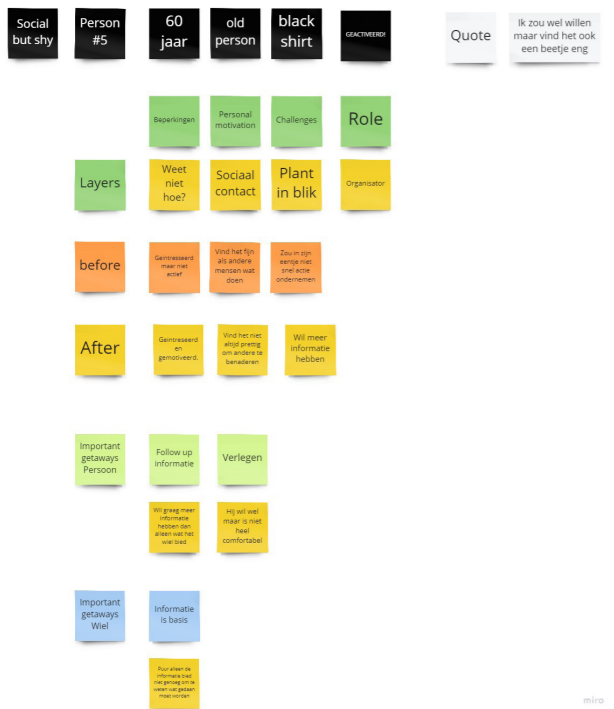 Social
but shy
Person
#5
60
jaar
old
person
black
shirt
GEACTIVEERD!
Quote
Ik zou wel willen
maar vind het ook
een beetje eng
Beperkingen
Personal
motivation
Challenges
Role
Layers
Weet
niet
hoe?
Sociaal
contact
Plant
in blik
Organisator
before
Geintresseerd
maar niet
actief
Vind het fijn
als andere
mensen wat
doen
Zou in zijn
eentje niet
snel actie
ondernemen
After
Geintreseerd
en
gemotiveerd.
Vind het niet
altijd prettig
om andere te
benaderen
Wil meer
informatie
hebben
Important
getaways
Persoon
Follow up
informatie
Verlegen
Wil graag meer
informatie
hebben dan
alleen wat het
wiel bied
Hij wil wel
maar is niet
heel
comfortabel
Important
getaways
Wiel
Informatie
is basis
Puur alleen de
informatie bied
niet genoeg om te
weten wat gedaan
moet worden
miro